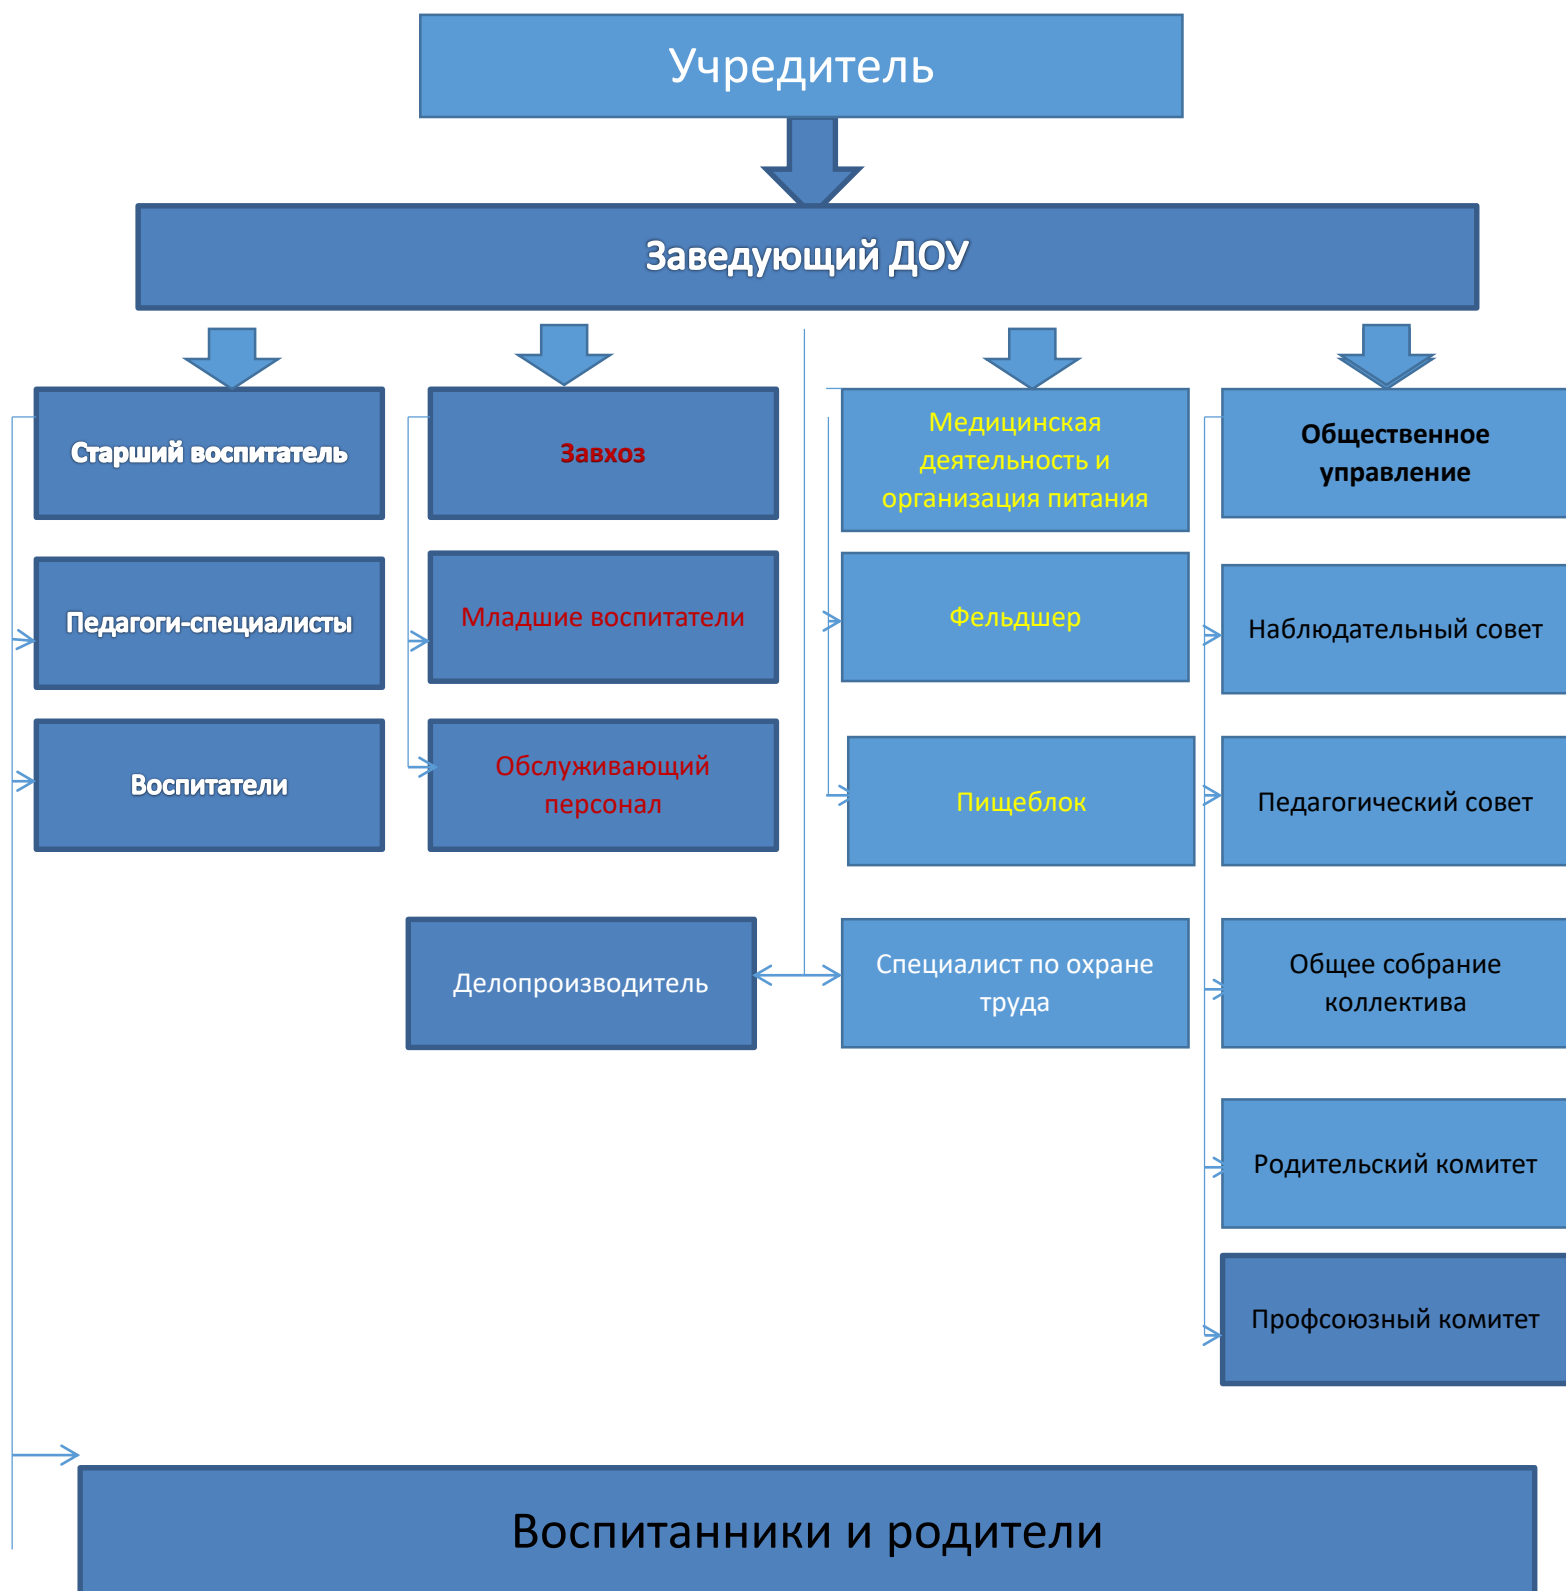 Учредитель
Заведующий ДОУ
Старший воспитатель
Завхоз
Медицинская
деятельность и
организация питания
Общественное
управление
Педагоги-специалисты
Младшие воспитатели
Фельдшер
Наблюдательный совет
Воспитатели
Обслуживающий
персонал
Пищеблок
Педагогический совет
Делопроизводитель
Специалист по охране
труда
Общее собрание
коллектива
Родительский комитет
Профсоюзный комитет
Воспитанники и родители